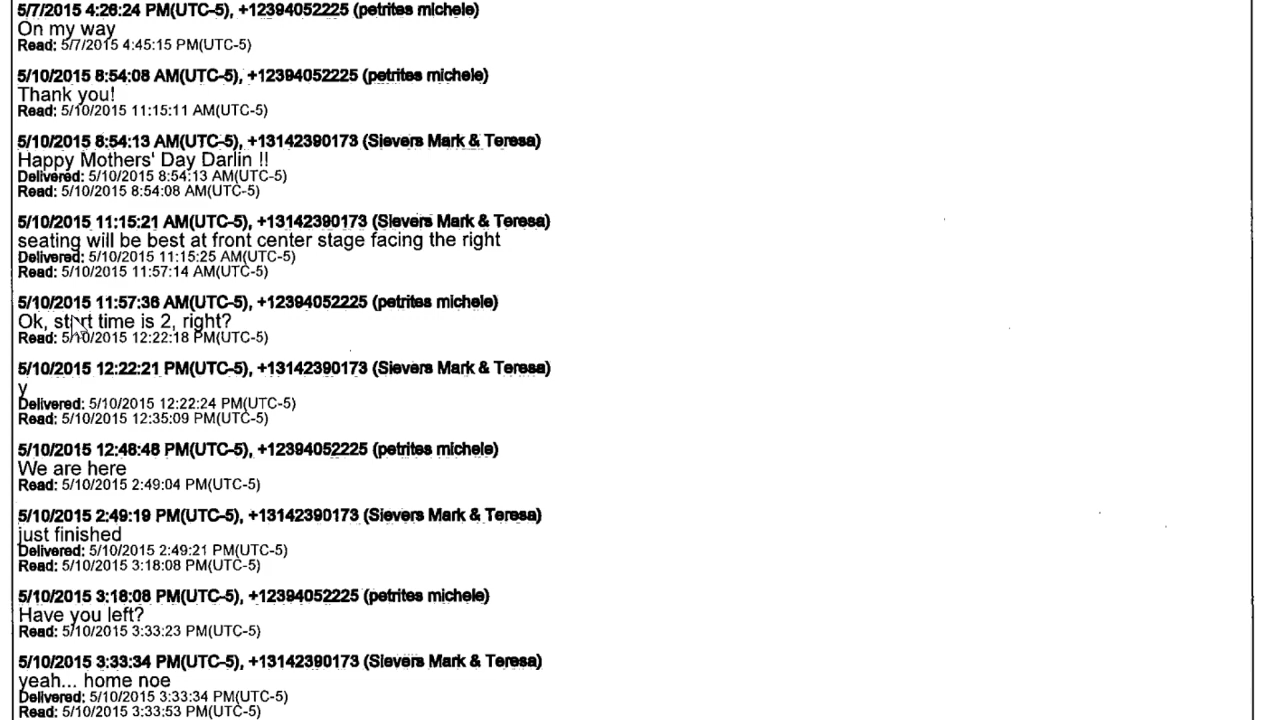 5/7/2015 4:26:24 PM(UTC-5), +12394052225 (petrites michele)
On my way
Read: 5/7/2015 4:45:15 PM(UTC-5)
5/10/2015 8:54:08 AM(UTC-5), +12394052225 (petrites michele)
Thank you!
Read: 5/10/2015 11:15:11 AM(UTC-5)
5/10/2015 8:54:13 AM(UTC-5), +13142390173 (Sievers Mark & Teresa)
Happy Mothers' Day Darlin !!
Delivered: 5/10/2015 8:54:13 AM(UTC-5)
Read: 5/10/2015 8:54:08 AM(UTC-5)
5/10/2015 11:15:21 AM(UTC-5), +13142390173 (Sievers Mark & Teresa)
seating will be best at front center stage facing the right
Delivered: 5/10/2015 11:15:25 AM(UTC-5)
Read: 5/10/2015 11:57:14 AM(UTC-5)
5/10/2015 11:57:36 AM(UTC-5), +12394052225 (petrites michele)
Ok, start time is 2, right?
Read: 5/10/2015 12:22:18 PM(UTC-5)
5/10/2015 12:22:21 PM(UTC-5), +13142390173 (Sievers Mark & Teresa)
y
Delivered: 5/10/2015 12:22:24 PM(UTC-5)
Read: 5/10/2015 12:35:09 PM(UTC-5)
5/10/2015 12:48:48 PM(UTC-5), +12394052225 (petrites michele)
We are here
Read: 5/10/2015 2:49:04 PM(UTC-5)
5/10/2015 2:49:19 PM(UTC-5), +13142390173 (Sievers Mark & Teresa)
just finished
Delivered: 5/10/2015 2:49:21 PM(UTC-5)
Read: 5/10/2015 3:18:08 PM(UTC-5)
5/10/2015 3:18:08 PM(UTC-5), +12394052225 (petrites michele)
Have you left?
Read: 5/10/2015 3:33:23 PM(UTC-5)
5/10/2015 3:33:34 PM(UTC-5), +13142390173 (Sievers Mark & Teresa)
yeah... home noe
Delivered: 5/10/2015 3:33:34 PM(UTC-5)
Read: 5/10/2015 3:33:53 PM(UTC-5)